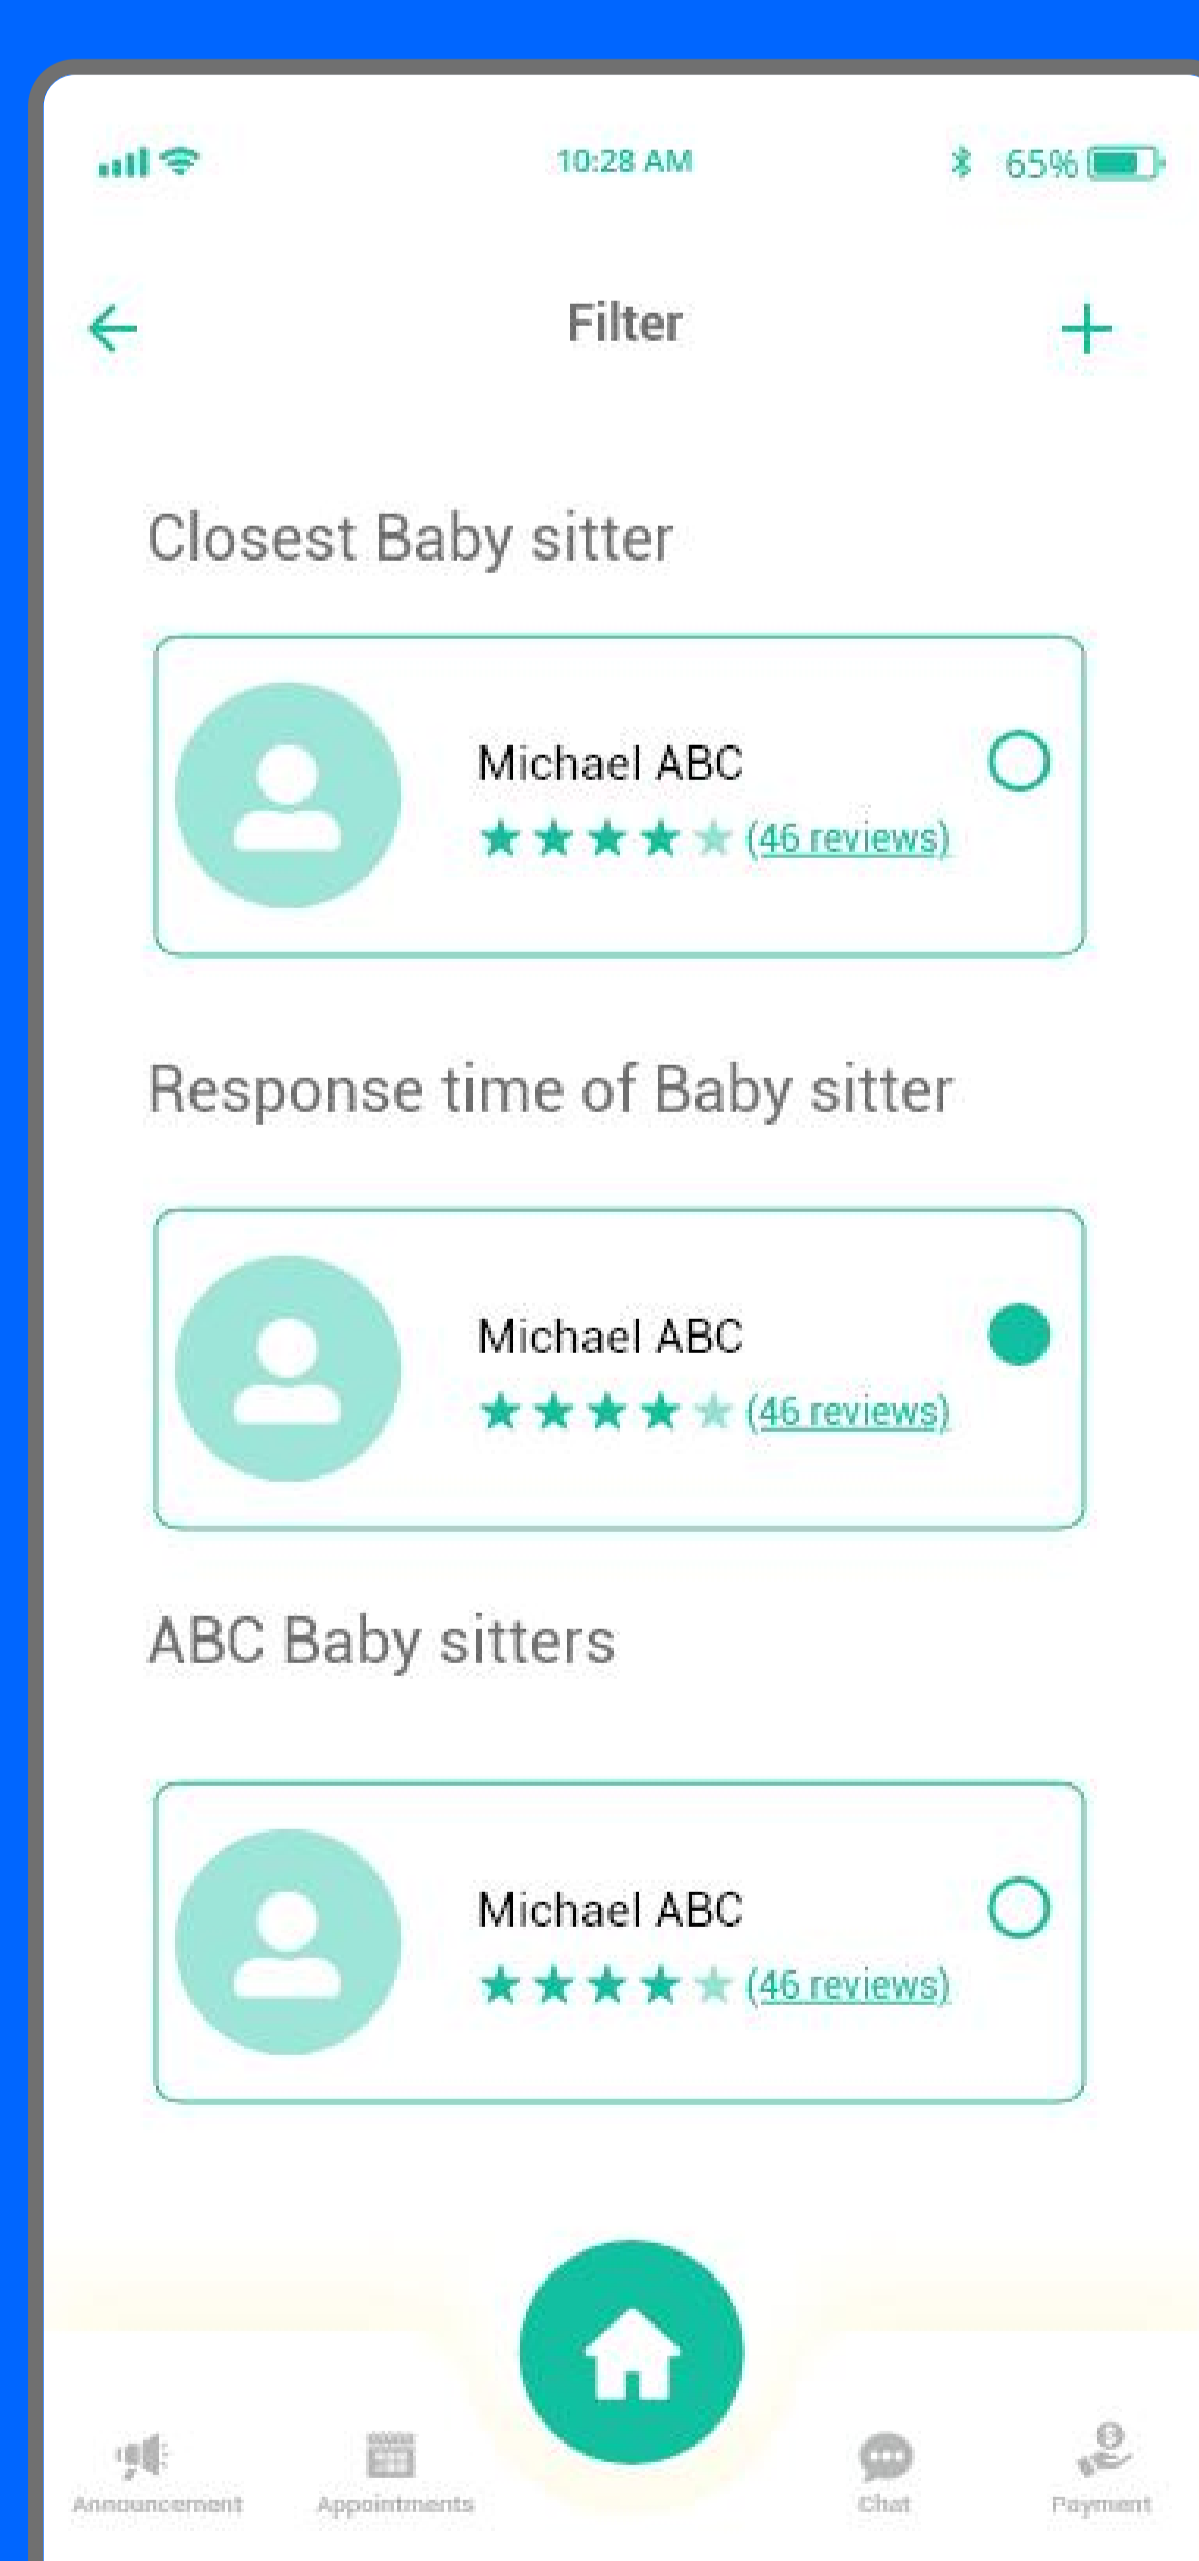 10:28 AM
65%
Filter
Closest Baby sitter
Michael ABC
(46 reviews)
Response time of Baby sitter
Michael ABC
(46 reviews)
ABC Baby sitters
Michael ABC
(46 reviews)
Announcement
Appointments
Chat
Payment